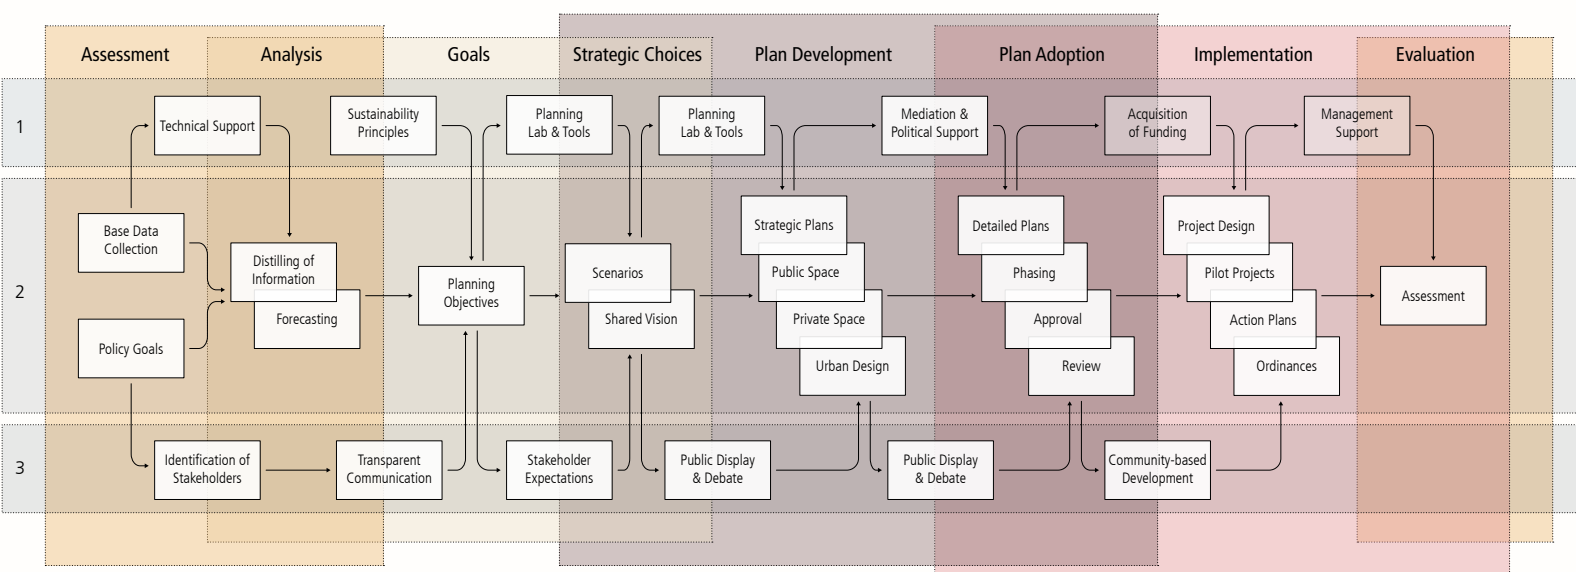 Assessment
Analysis
Goals
Strategic Choices
Plan Development
Plan Adoption
Implementation
Evaluation
1
Technical Support
Sustainability
Principles
Planning
Lab & Tools
Planning
Lab & Tools
Mediation &
Political Support
Acquisition
of Funding
Management
Support
2
Base Data
Collection
Policy Goals
Distilling of
Information
Forecasting
Planning
Objectives
Scenarios
Shared Vision
Strategic Plans
Public Space
Private Space
Urban Design
Detailed Plans
Phasing
Approval
Review
Project Design
Pilot Projects
Action Plans
Ordinances
Assessment
3
Identification of
Stakeholders
Transparent
Communication
Stakeholder
Expectations
Public Display
& Debate
Public Display
& Debate
Community-based
Development